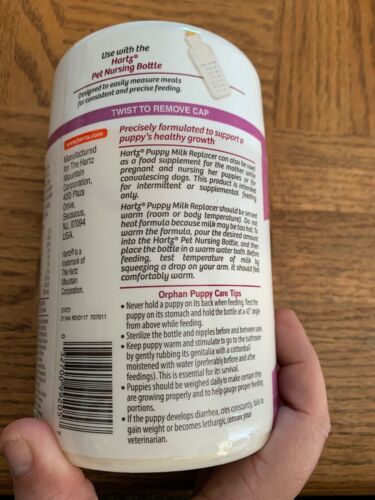 Use with the
Hartz®
Pet Nursing Bottle
Designed to easily measure meals
for consistent and precise feeding.
TWIST TO REMOVE CAP
www.hartz.com
Manufactured
for The Hartz
Mountain
Corporation,
400 Plaza
Drive,
Secaucus,
NJ, 07094
USA.
Hartz® is a
trademark of
The Hartz
Mountain
Corporation.
Precisely formulated to support a
puppy's healthy growth
Hartz® Puppy Milk Replacer can also be used
as a food supplement for the mother while
pregnant and nursing her puppies or for
convalescing dogs. This product is intended
for intermittent or supplemental feeding
only.
Hartz® Puppy Milk Replacer should be served
warm (room or body temperature). Do not
heat formula because milk may be too hot. To
warm the formula, pour the desired amount
into the Hartz® Pet Nursing Bottle, and then
place the bottle in a warm water bath. Before
feeding, test temperature of milk by
squeezing a drop on your arm. It should feel
comfortably warm.
Orphan Puppy Care Tips
• Never hold a puppy on its back when feeding. Test the
puppy on its stomach and hold the bottle at a 45° angle
from above while feeding.
• Sterilize the bottle and nipples before and between uses.
• Keep puppy warm and stimulate to go to the bathroom
by gently rubbing its genitalia with a cottonball
moistened with water (preferably before and after
feedings). This is essential for its survival.
• Puppies should be weighed daily to make certain they
are growing properly and to help gauge proper feeding
portions.
• If the puppy develops diarrhea, cries constantly, fails to
gain weight or becomes lethargic, contact your
veterinarian.